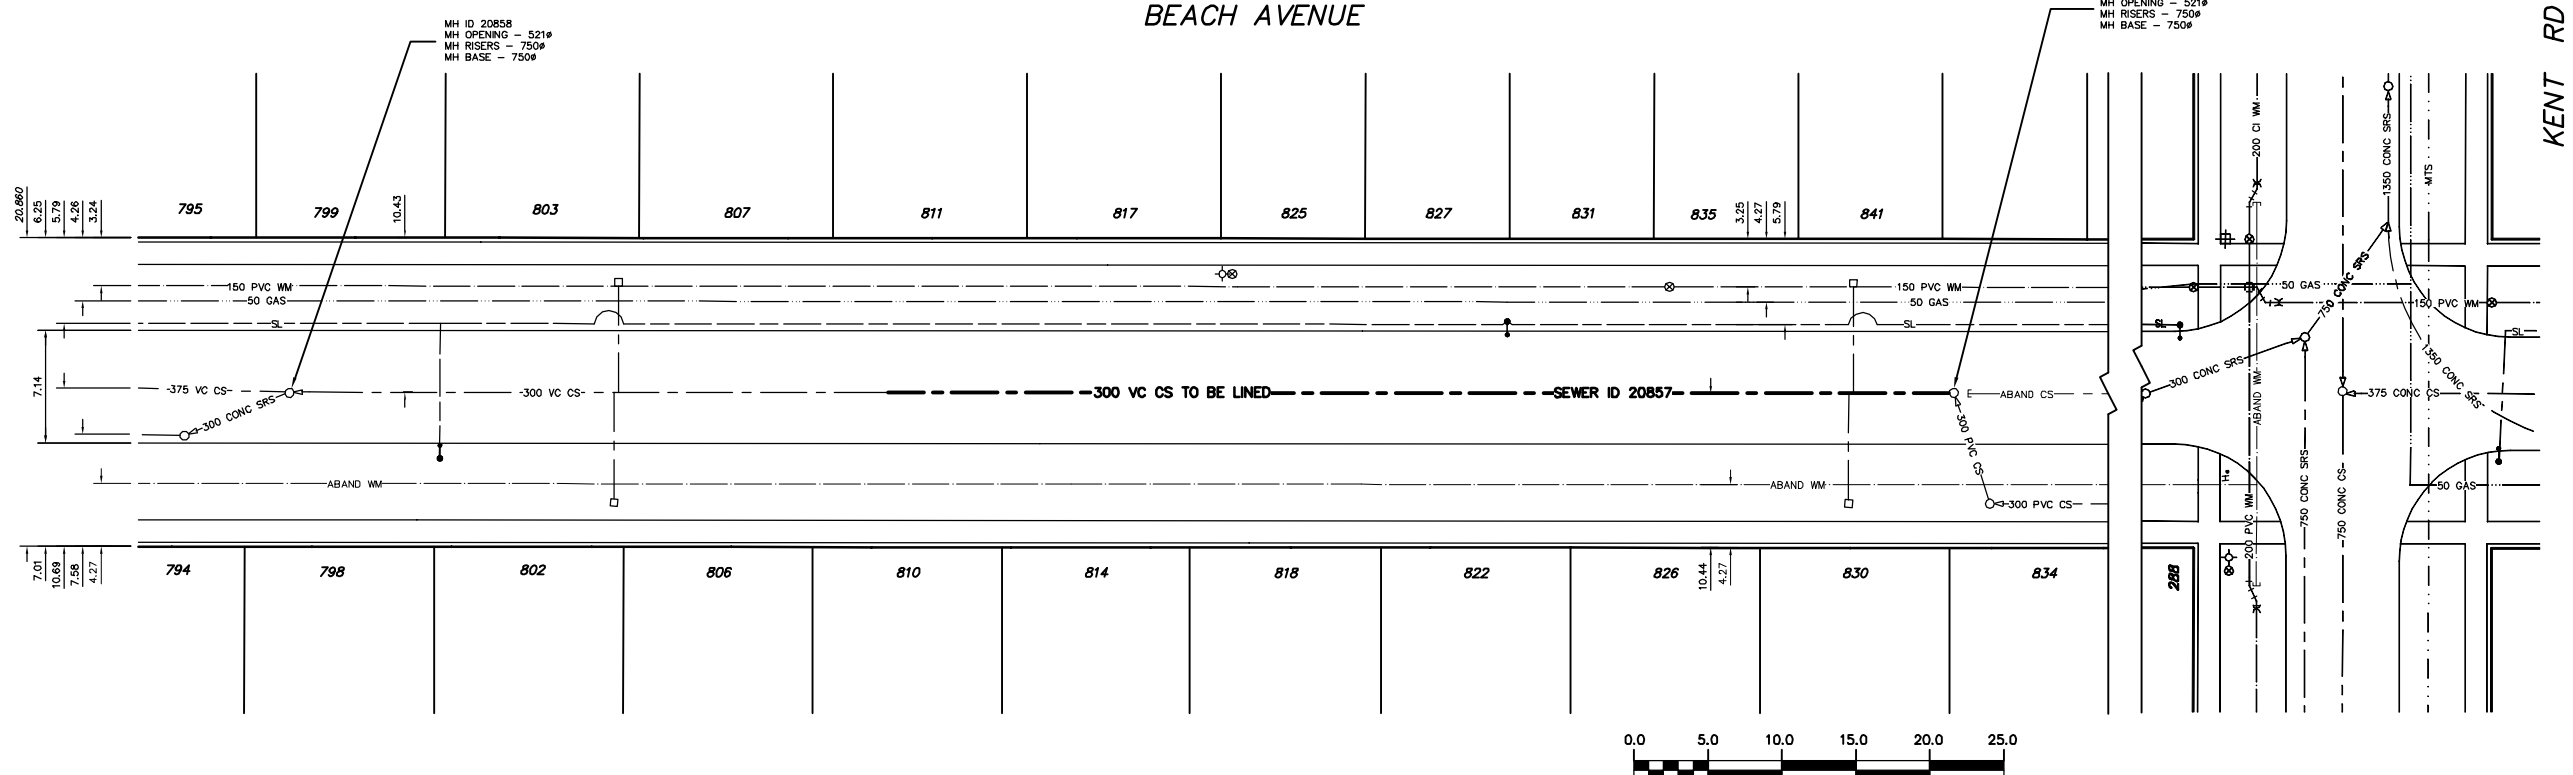 BEACH AVENUE
MH ID 20858
MH OPENING - 521ø
MH RISERS - 750ø
MH BASE - 750ø
MH OPENING - 521ø
MH RISERS - 750ø
MH BASE - 750ø
KENT RD
20.860
6.25
5.79
4.26
3.24
10.43
795
799
803
807
811
817
825
827
831
835
841
3.25
4.27
5.79
200 CI WM
1350 CONC SRS
MTS
150 PVC WM
50 GAS
SL
150 PVC WM
50 GAS
SL
SL
50 GAS
150 PVC WM
SL
750 CONC SRS
1350 CONC SRS
7.14
375 VC CS
300 CONC SRS
300 VC CS
300 VC CS TO BE LINED
SEWER ID 20857
E
ABAND CS
300 CONC SRS
ABAND WM
375 CONC CS
300 PVC CS
300 PVC CS
ABAND WM
ABAND WM
H
200 PVC WM
750 CONC SRS
750 CONC CS
50 GAS
E
7.01
10.69
7.58
4.27
794
798
802
806
810
814
818
822
826
830
834
10.44
4.27
288
0.0 5.0 10.0 15.0 20.0 25.0